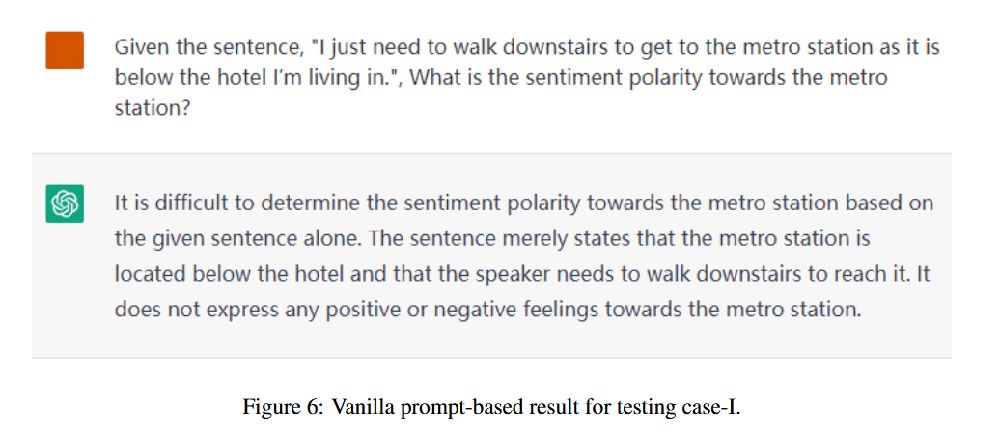 Given the sentence, "I just need to walk downstairs to get to the metro station as it is
below the hotel I'm living in.", What is the sentiment polarity towards the metro
station?
It is difficult to determine the sentiment polarity towards the metro station based on
the given sentence alone. The sentence merely states that the metro station is
located below the hotel and that the speaker needs to walk downstairs to reach it. It
does not express any positive or negative feelings towards the metro station.
Figure 6: Vanilla prompt-based result for testing case-I.